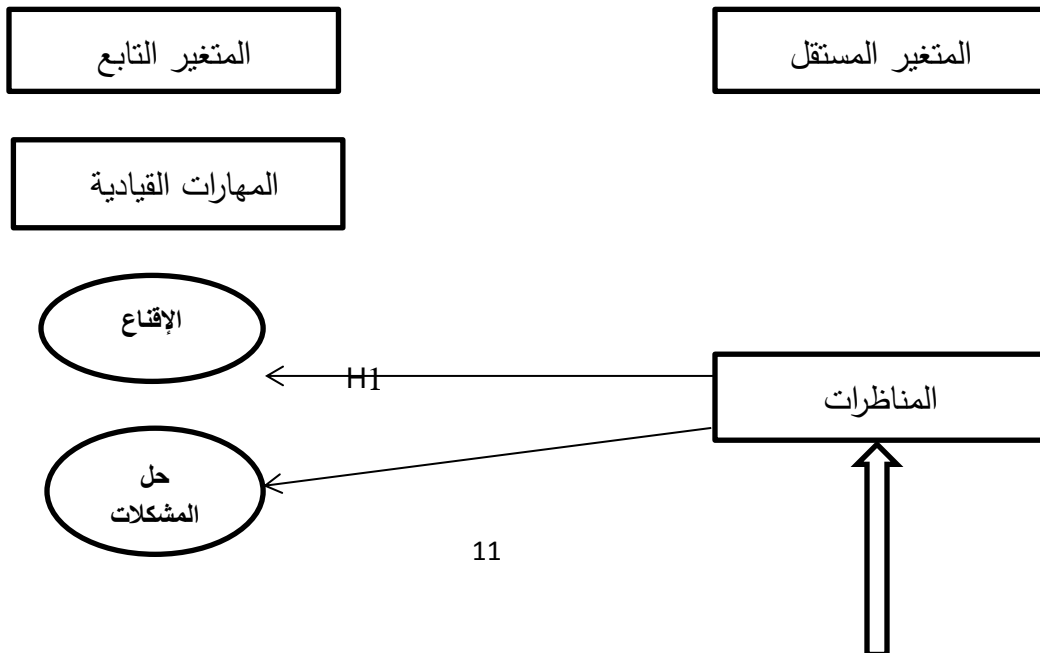 المتغير المستقل
المتغير التابع
المهارات القيادية
الإقناع
H1
المناظرات
حل
المشكلات
11